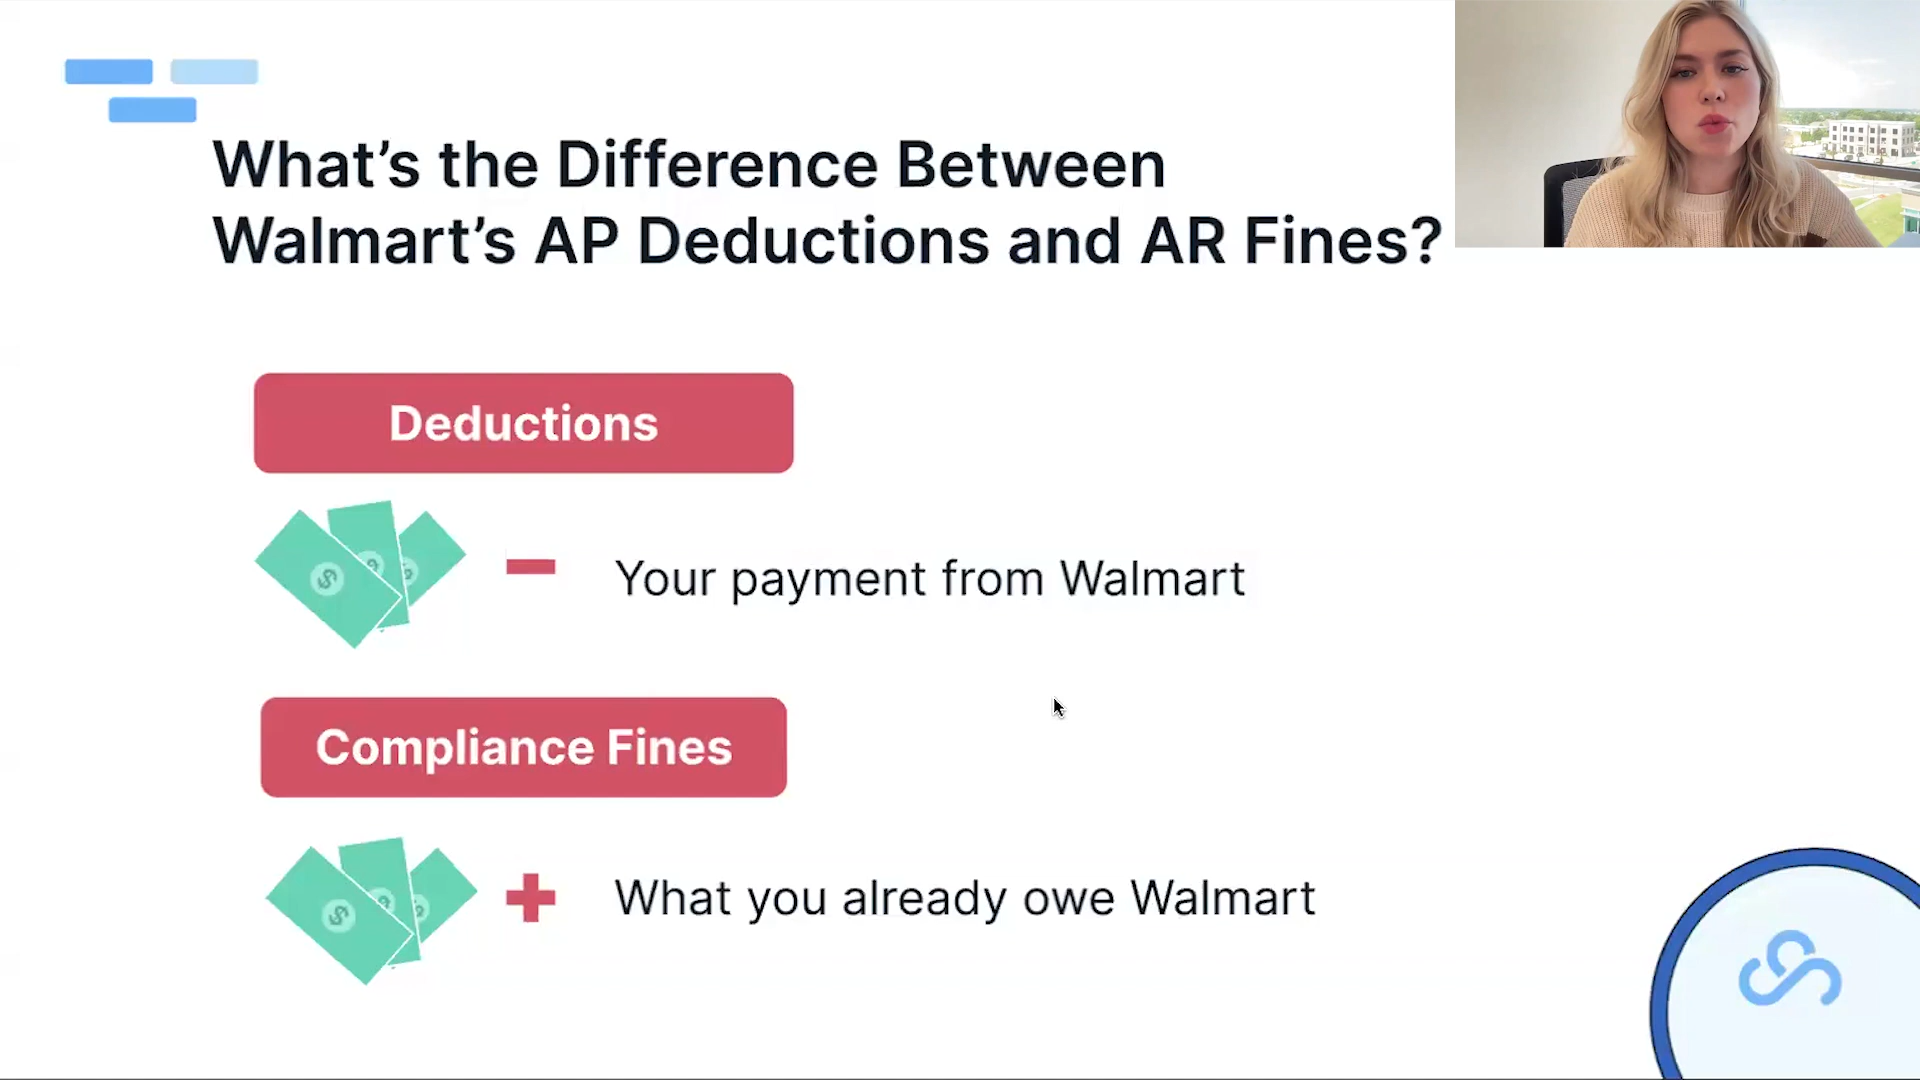 What’s the Difference Between
Walmart’s AP Deductions and AR Fines?
Deductions
Your payment from Walmart
Compliance Fines
What you already owe Walmart